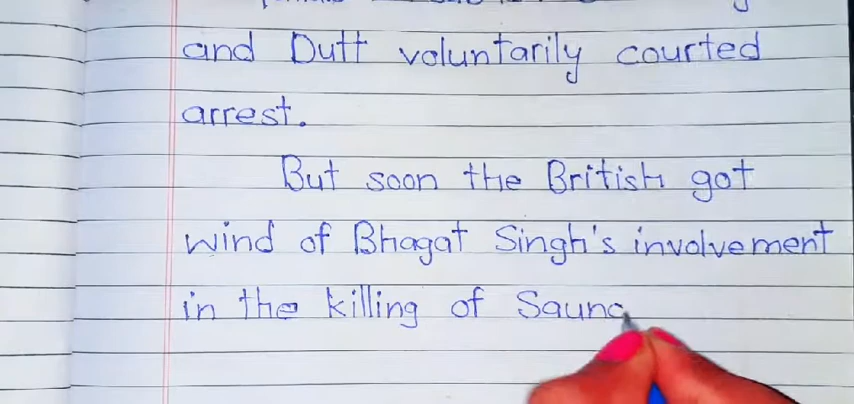 and Dutt voluntarily courted
arrest.
But soon the British got
wind of Bhagat Singh's involvement
in the killing of